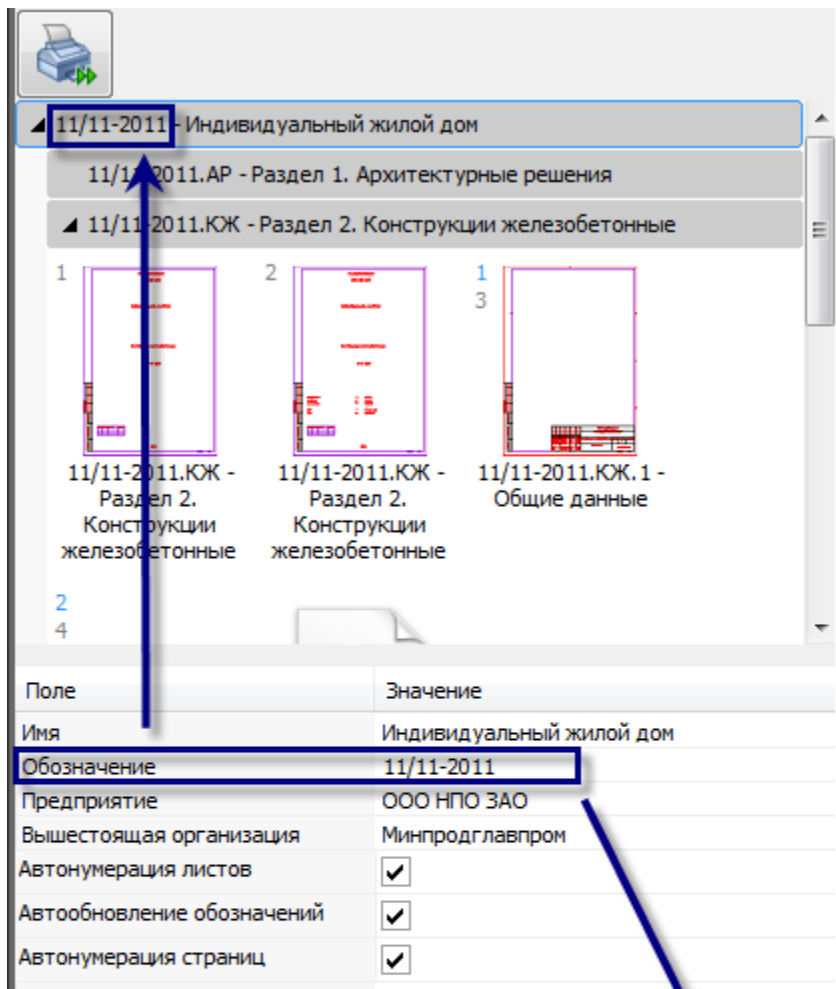 11/11-2011 - Индивидуальный жилой дом
11/11-2011.АР - Раздел 1. Архитектурные решения
11/11-2011.КЖ - Раздел 2. Конструкции железобетонные
1 2 1
3
11/11-2011.КЖ - 11/11-2011.КЖ - 11/11-2011.КЖ.1 -
Раздел 2. Раздел 2. Общие данные
Конструкции Конструкции
железобетонные железобетонные
2
4
Поле Значение
Имя Индивидуальный жилой дом
Обозначение 11/11-2011
Предприятие ООО НПО ЗАО
Вышестоящая организация Минпродглавпром
Автонумерация листов
Автообновление обозначений
Автонумерация страниц